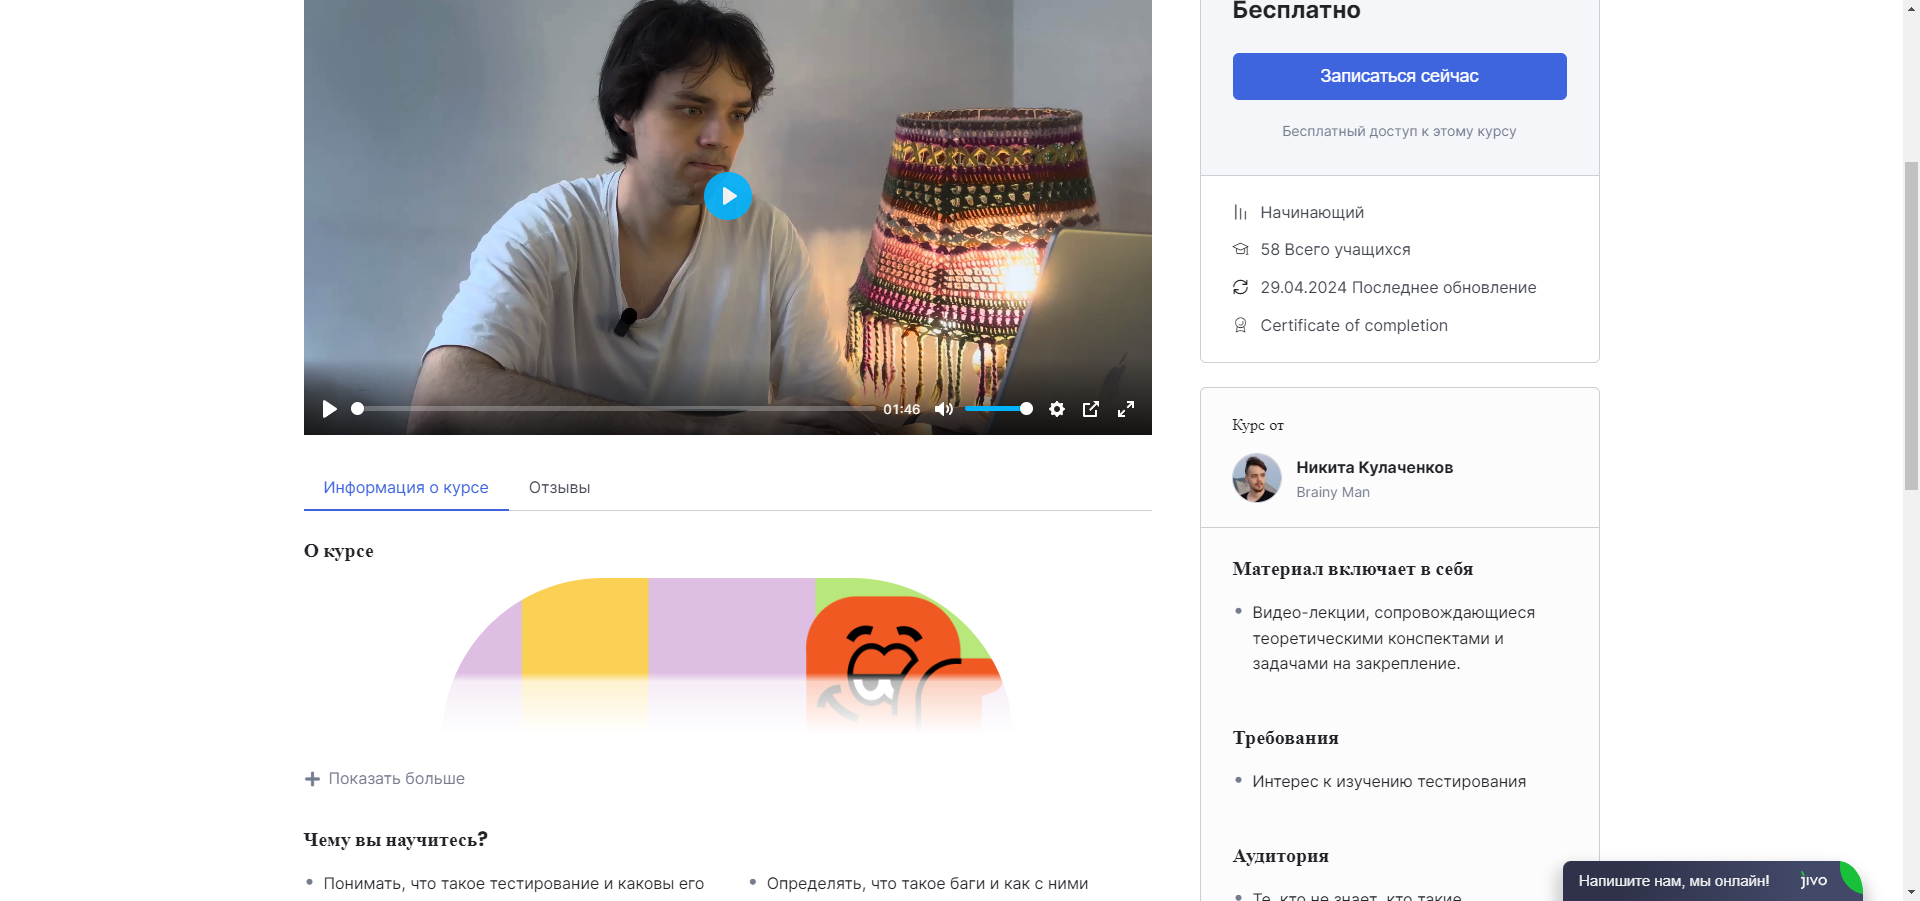 Бесплатно
Записаться сейчас
Бесплатный доступ к этому курсу
Начинающий
58 Всего учащихся
29.04.2024 Последнее обновление
Certificate of completion
01:46
Курс от
Никита Кулаченков
Brainy Man
Информация о курсе
Отзывы
О курсе
Показать больше
Чему вы научитесь?
Понимать, что такое тестирование и каковы его
Определять, что такое баги и как с ними
Материал включает в себя
Видео-лекции, сопровождающиеся
теоретическими конспектами и
задачами на закрепление.
Требования
Интерес к изучению тестирования
Аудитория
Те, кто не знает, кто такие
Напишите нам, мы онлайн!
jivo